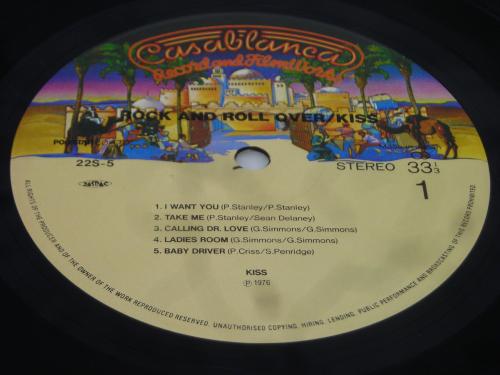 Casablanca
Record and FilmWorks
ROCK AND ROLL OVER/KISS
22S-5
STEREO 33 1/3
1
1. I WANT YOU (P.Stanley/P.Stanley)
2. TAKE ME (P.Stanley/Sean Delaney)
3. CALLING DR. LOVE (G.Simmons/G.Simmons)
4. LADIES ROOM (G.Simmons/G.Simmons)
5. BABY DRIVER (P.Criss/S.Penridge)
KISS
Ⓟ 1976
ALL RIGHTS OF THE PRODUCER AND OF THE OWNER OF THE WORK REPRODUCED RESERVED. UNAUTHORISED COPYING, HIRING, LENDING, PUBLIC PERFORMANCE AND BROADCASTING OF THIS RECORD PROHIBITED.